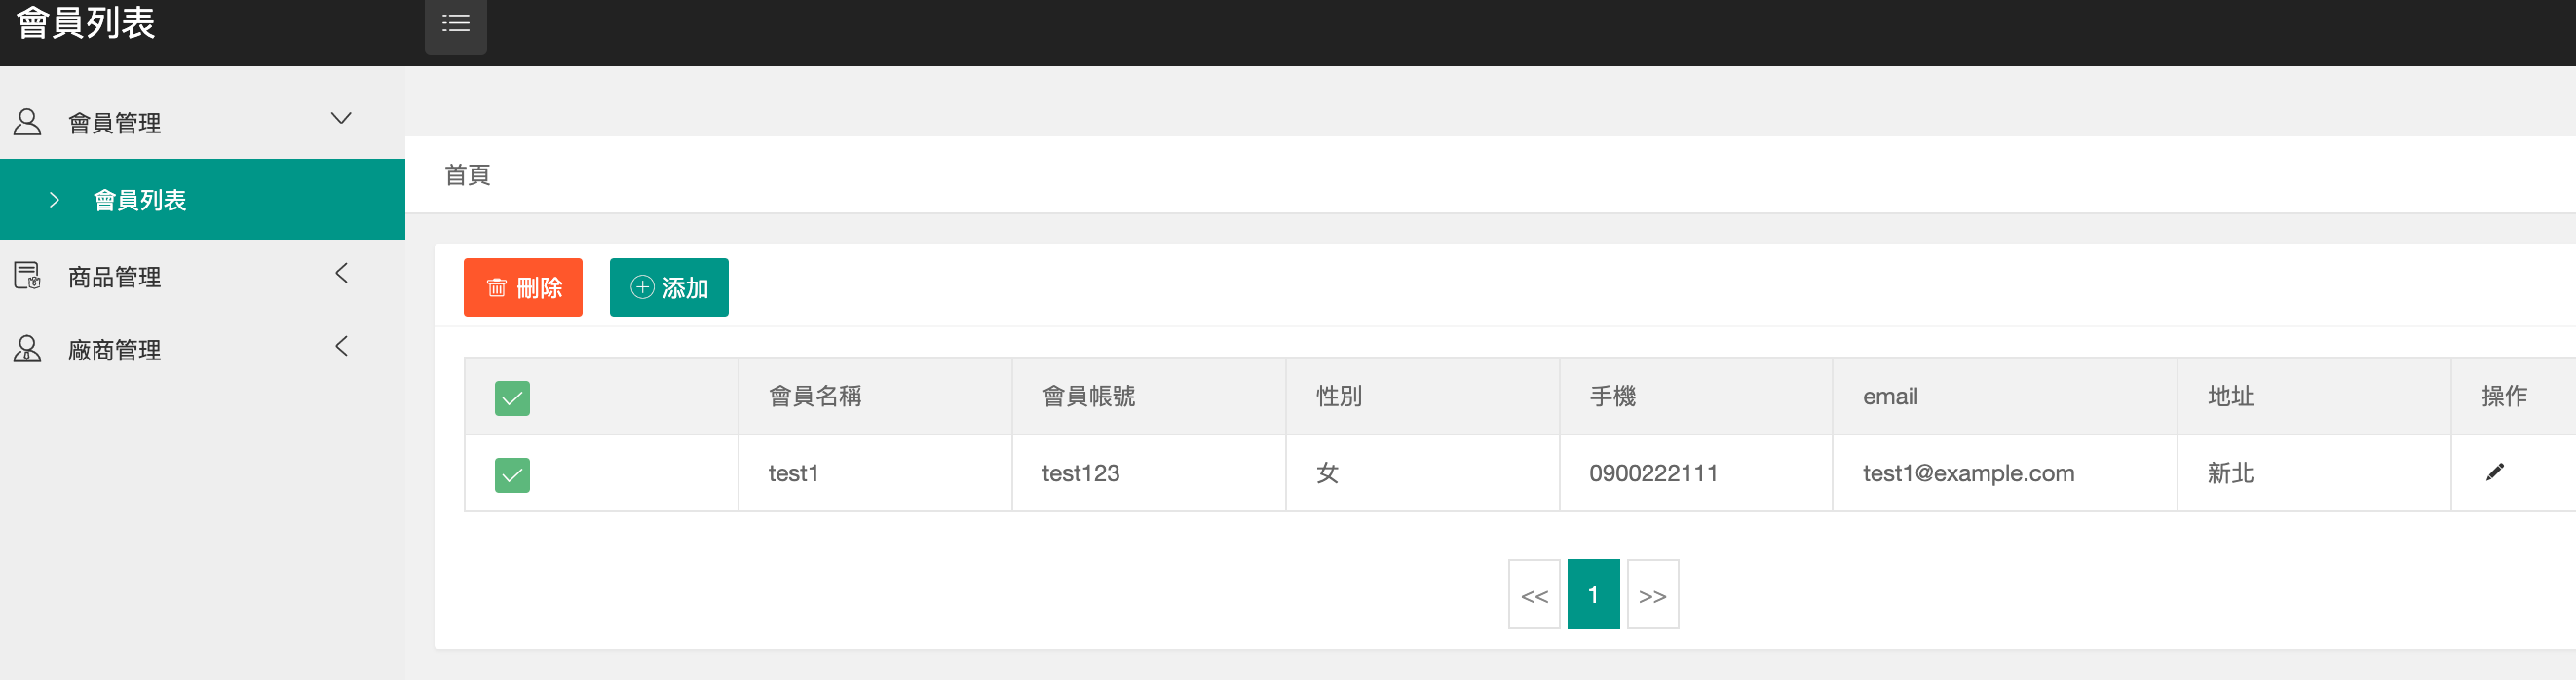 會員列表
會員管理
會員列表
商品管理
廠商管理
首頁
刪除 添加
會員名稱 會員帳號 性別 手機 email 地址 操作
test1 test123 女 0900222111 test1@example.com 新北
<< 1 >>